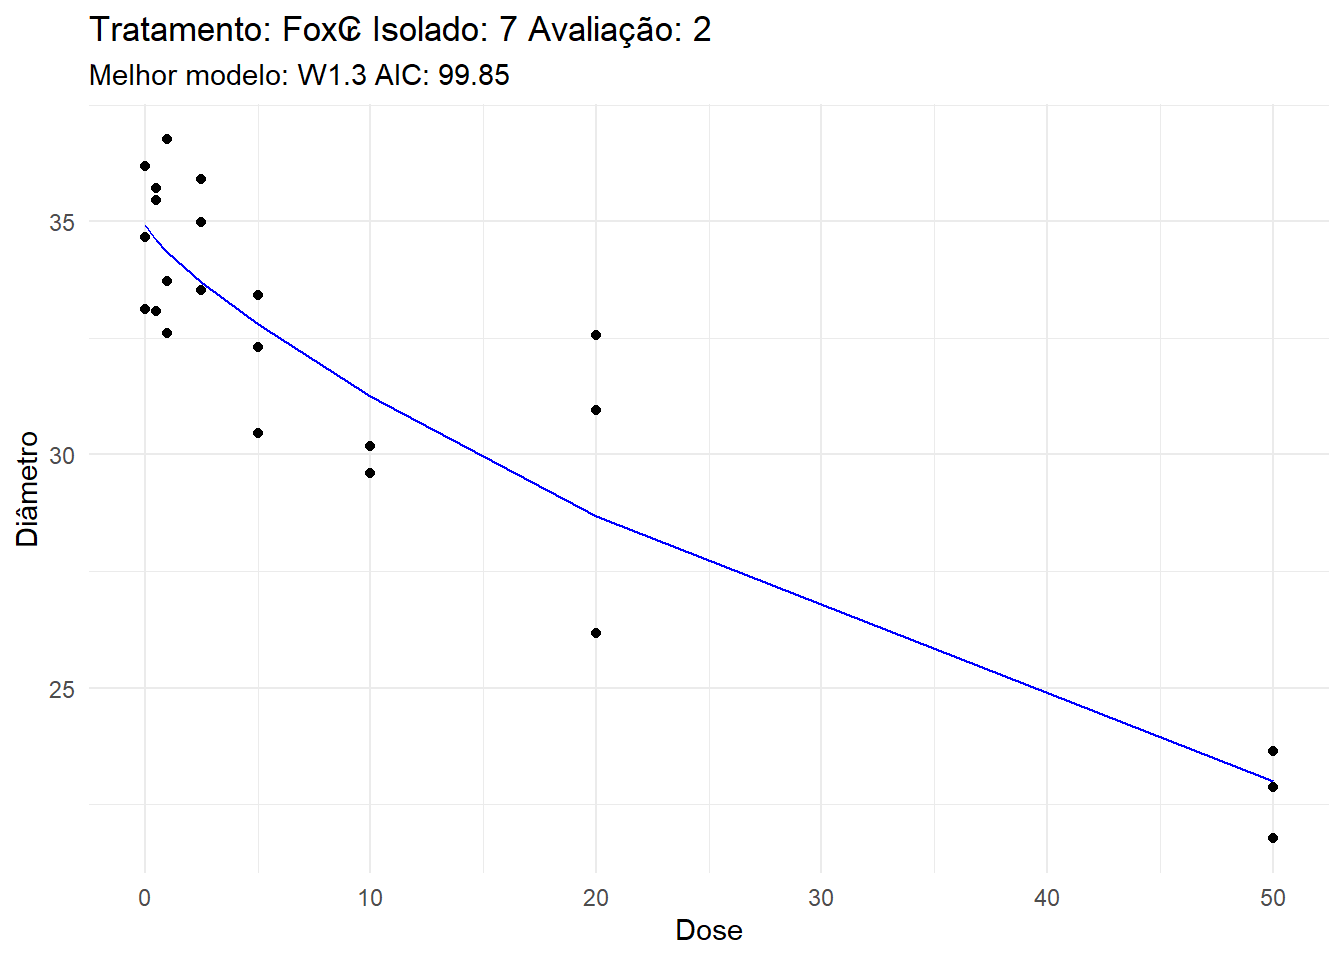 Tratamento: Fox₢ Isolado: 7 Avaliação: 2
Melhor modelo: W1.3 AIC: 99.85
35
30
25
Diâmetro
0 10 20 30 40 50
Dose